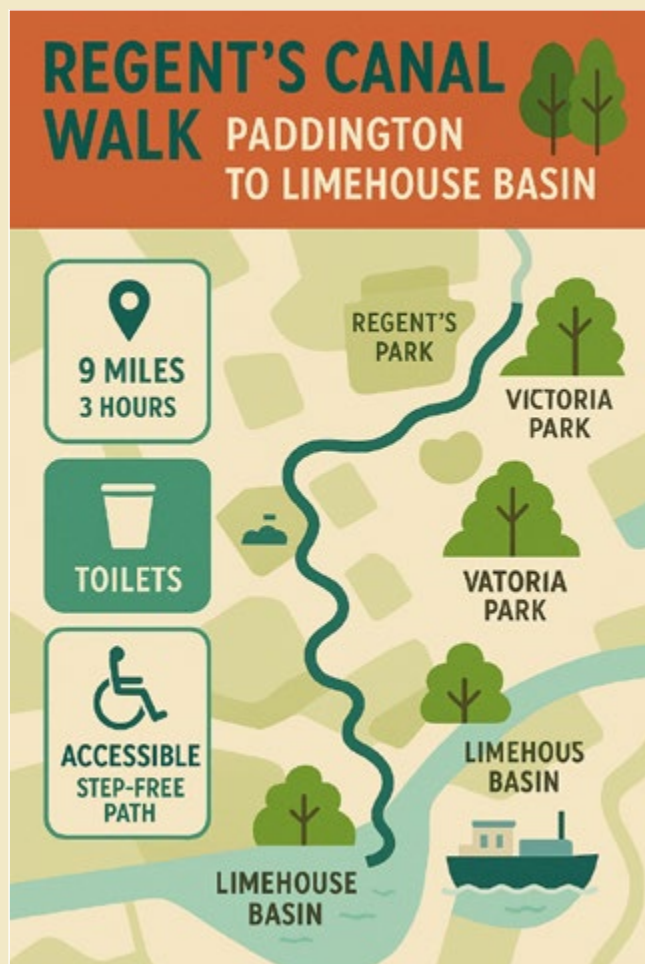 REGENT'S CANAL
WALK PADDINGTON
TO LIMEHOUSE BASIN
9 MILES
3 HOURS
REGENT'S
PARK
VICTORIA
PARK
TOILETS
VATORIA
PARK
ACCESSIBLE
STEP-FREE
PATH
LIMEHOUS
BASIN
LIMEHOUSE
BASIN